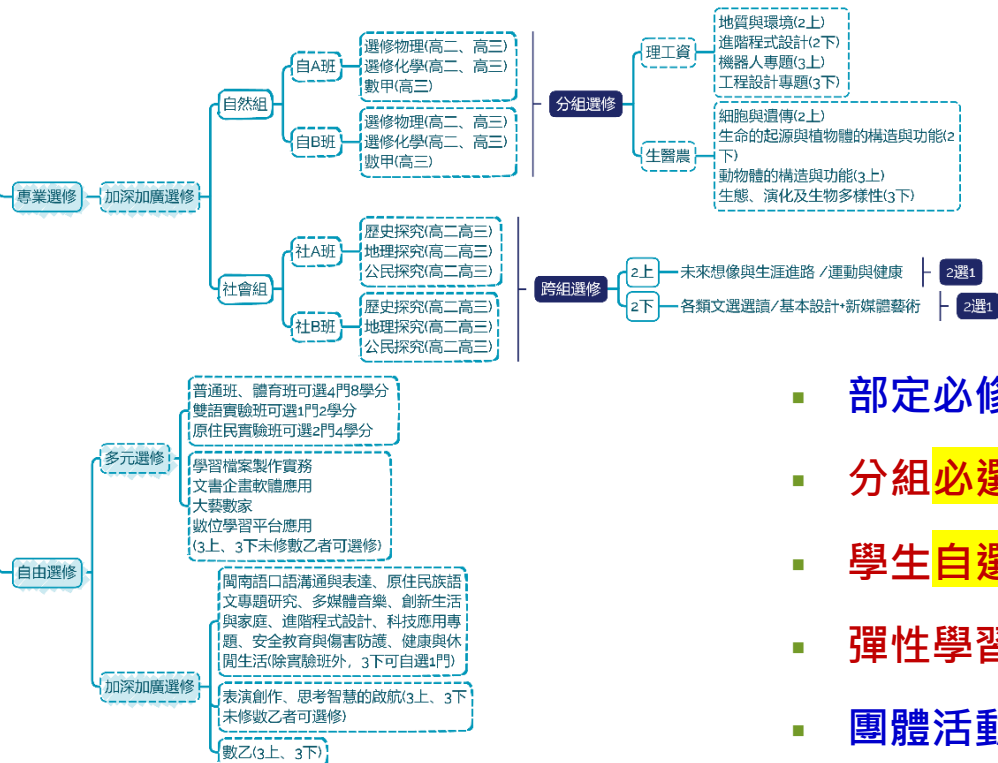 專業選修
加深加廣選修
自然組
自A班
選修物理(高二、高三)
選修化學(高二、高三)
數甲(高三)
自B班
選修物理(高二、高三)
選修化學(高二、高三)
數甲(高三)
分組選修
理工資
地質與環境(2上)
進階程式設計(2下)
機器人專題(3上)
工程設計專題(3下)
生醫農
細胞與遺傳(2上)
生命的起源與植物體的構造與功能(2
下)
動物體的構造與功能(3上)
生態、演化及生物多樣性(3下)
社會組
社A班
歷史探究(高二高三)
地理探究(高二高三)
公民探究(高二高三)
社B班
歷史探究(高二高三)
地理探究(高二高三)
公民探究(高二高三)
跨組選修
2上
未來想像與生涯進路 /運動與健康
2選1
2下
各類文選選讀/基本設計+新媒體藝術
2選1
自由選修
多元選修
普通班、體育班可選4門8學分
雙語實驗班可選1門2學分
原住民實驗班可選2門4學分
學習檔案製作實務
文書企畫軟體應用
大藝數家
數位學習平台應用
(3上、3下未修數乙者可選修)
加深加廣選修
閩南語口語溝通與表達、原住民族語
文專題研究、多媒體音樂、創新生活
與家庭、進階程式設計、科技應用專
題、安全教育與傷害防護、健康與休
閒生活(除實驗班外，3下可自選1門)
表演創作、思考智慧的啟航(3上、3下
未修數乙者可選修)
數乙(3上、3下)
部定必修
分組必選
學生自選
彈性學習
團體活動